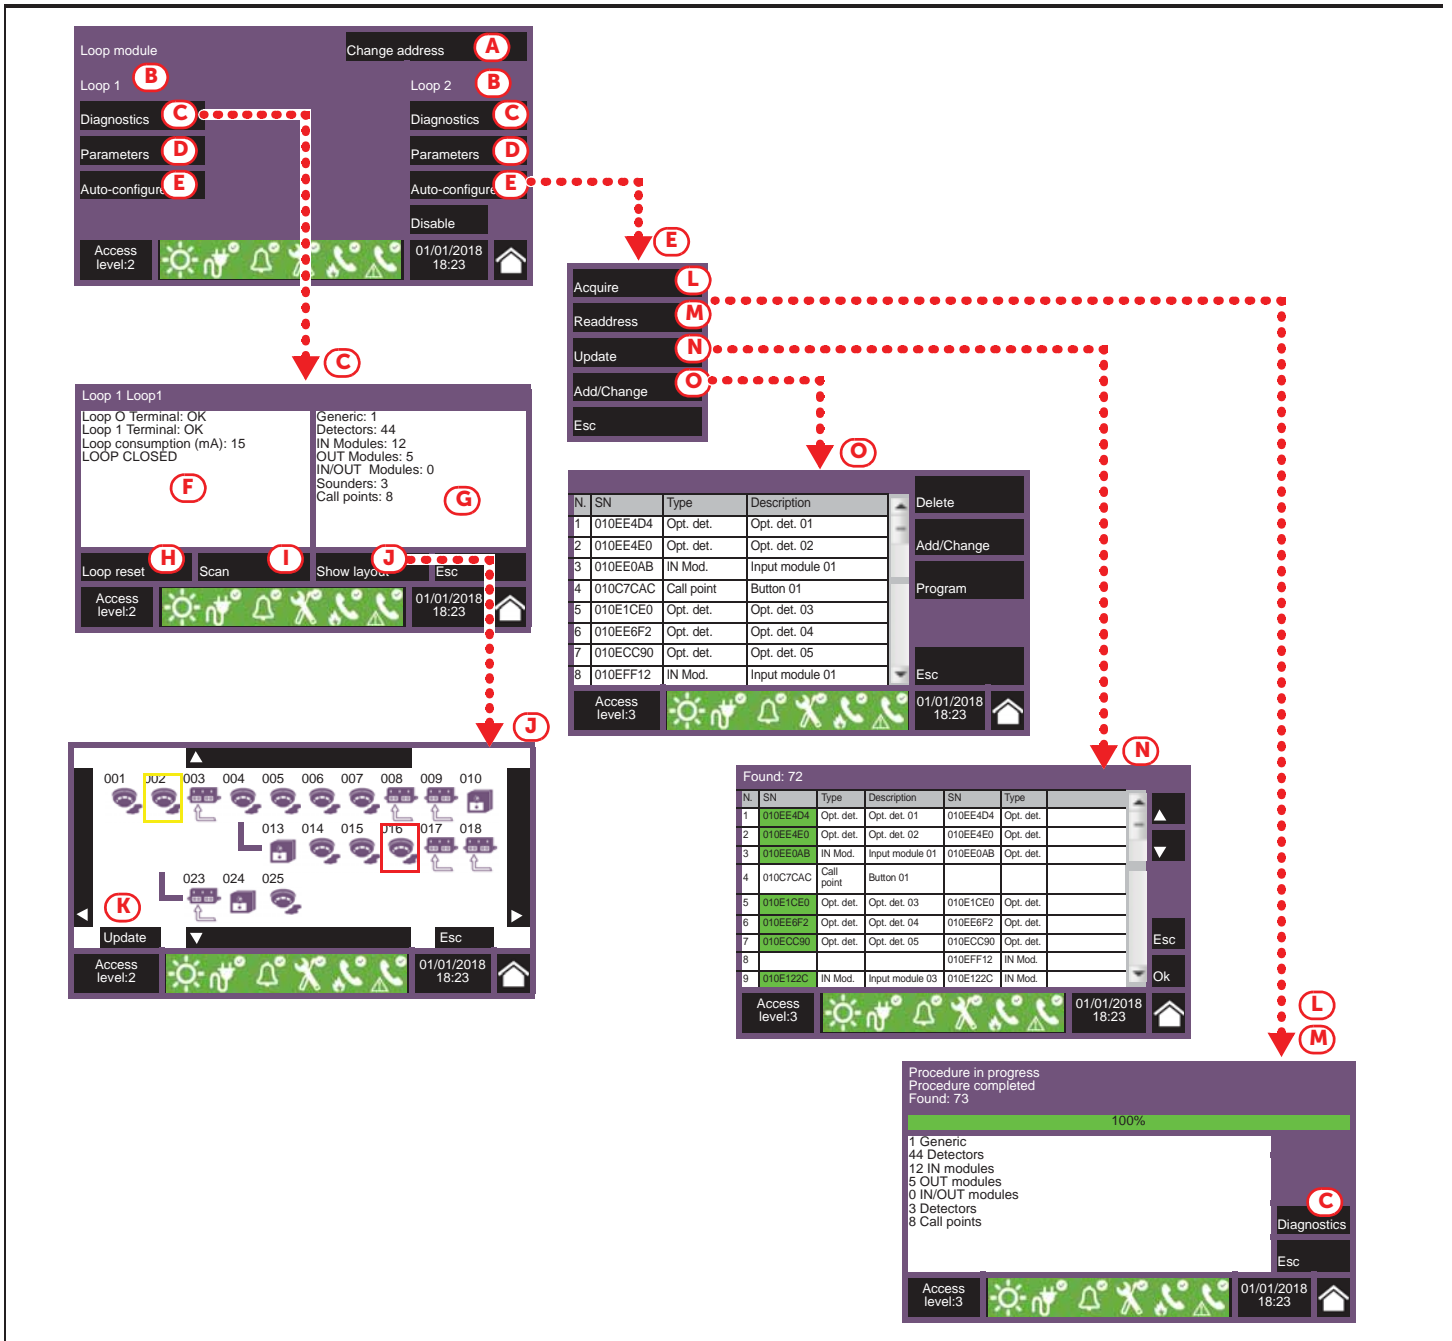 Loop module
Change address A
Loop 1 B
Loop 2 B
Diagnostics C
Diagnostics C
Parameters D
Parameters D
Auto-configure E
Auto-configure E
Disable
Access level:2
01/01/2018
18:23
E
Acquire L
Readdress M
Update N
Add/Change O
Esc
C
Loop 1 Loop1
Loop O Terminal: OK
Loop 1 Terminal: OK
Loop consumption (mA): 15
LOOP CLOSED
F
Generic: 1
Detectors: 44
IN Modules: 12
OUT Modules: 5
IN/OUT Modules: 0
Sounders: 3
Call points: 8
G
Loop reset H
Scan I
Show layout J
Esc
Access level:2
01/01/2018
18:23
O
N. SN Type Description
1 010EE4D4 Opt. det. Opt. det. 01
2 010EE4E0 Opt. det. Opt. det. 02
3 010EE0AB IN Mod. Input module 01
4 010C7CAC Call point Button 01
5 010E1CE0 Opt. det. Opt. det. 03
6 010EE6F2 Opt. det. Opt. det. 04
7 010ECC90 Opt. det. Opt. det. 05
8 010EFF12 IN Mod. Input module 01
Delete
Add/Change
Program
Esc
Access level:3
01/01/2018
18:23
J
001 002 003 004 005 006 007 008 009 010
013 014 015 016 017 018
023 024 025
K
Update
Esc
Access level:2
01/01/2018
18:23
N
Found: 72
N. SN Type Description SN Type
1 010EE4D4 Opt. det. Opt. det. 01 010EE4D4 Opt. det.
2 010EE4E0 Opt. det. Opt. det. 02 010EE4E0 Opt. det.
3 010EE0AB IN Mod. Input module 01 010EE0AB Opt. det.
4 010C7CAC Call point Button 01
5 010E1CE0 Opt. det. Opt. det. 03 010E1CE0 Opt. det.
6 010EE6F2 Opt. det. Opt. det. 04 010EE6F2 Opt. det.
7 010ECC90 Opt. det. Opt. det. 05 010ECC90 Opt. det.
8 010EFF12 IN Mod.
9 010E122C IN Mod. Input module 03 010E122C IN Mod.
Esc
Ok
Access level:3
01/01/2018
18:23
L
M
Procedure in progress
Procedure completed
Found: 73
100%
1 Generic
44 Detectors
12 IN modules
5 OUT modules
0 IN/OUT modules
3 Detectors
8 Call points
C
Diagnostics
Esc
Access level:3
01/01/2018
18:23